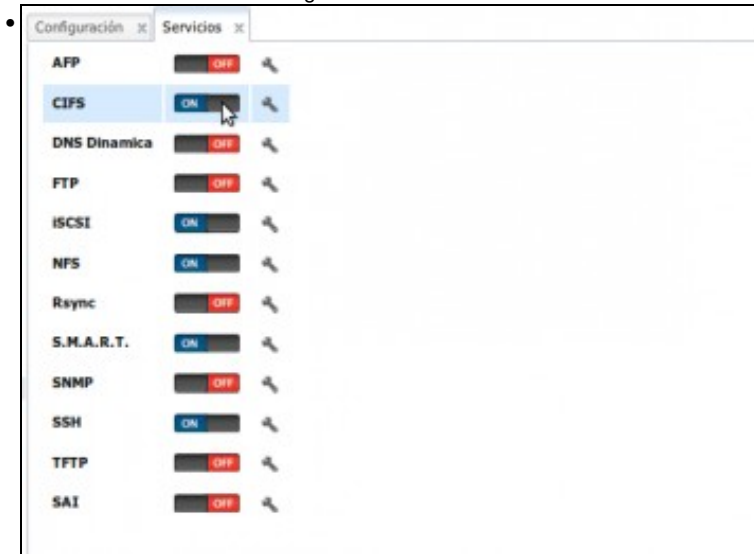 Configuración x Servicios x
AFP OFF
CIFS ON
DNS Dinamica OFF
FTP OFF
iSCSI ON
NFS ON
Rsync OFF
S.M.A.R.T. ON
SNMP OFF
SSH ON
TFTP OFF
SAI OFF